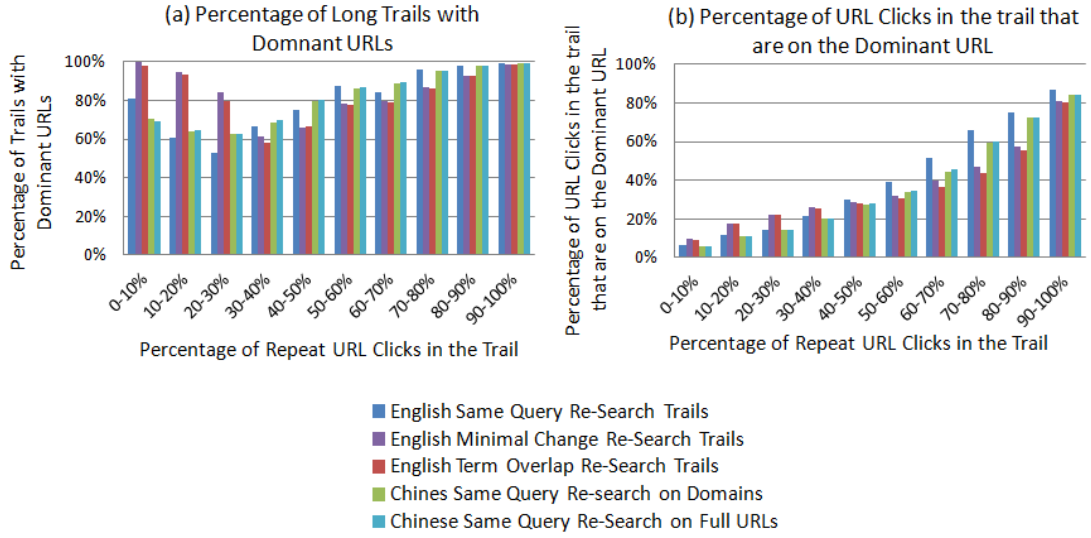 (a) Percentage of Long Trails with
Domnant URLs
Percentage of Trails with
Dominant URLs
100%
80%
60%
40%
20%
0%
0-10%
10-20%
20-30%
30-40%
40-50%
50-60%
60-70%
70-80%
80-90%
90-100%
Percentage of Repeat URL Clicks in the Trail
(b) Percentage of URL Clicks in the trail that
are on the Dominant URL
Percentage of URL Clicks in the trail
that are on the Dominant URL
100%
80%
60%
40%
20%
0%
0-10%
10-20%
20-30%
30-40%
40-50%
50-60%
60-70%
70-80%
80-90%
90-100%
Percentage of Repeat URL Clicks in the Trail
English Same Query Re-Search Trails
English Minimal Change Re-Search Trails
English Term Overlap Re-Search Trails
Chines Same Query Re-search on Domains
Chinese Same Query Re-Search on Full URLs